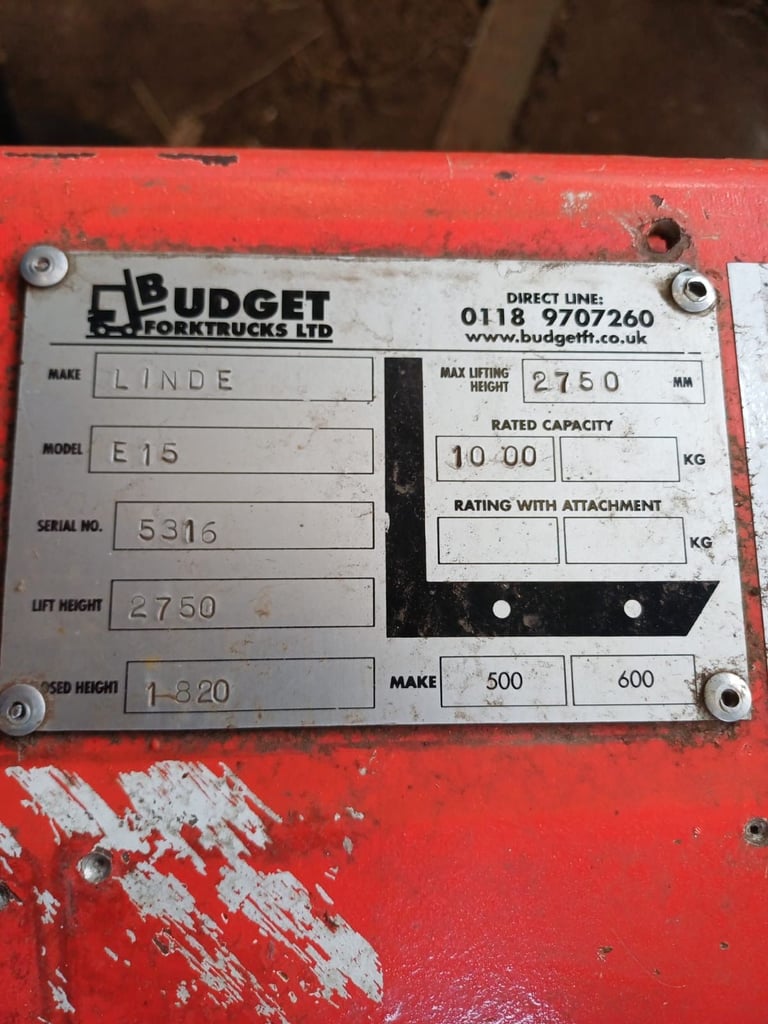 BUDGET
FORKTRUCKS LTD
DIRECT LINE:
0118 9707260
www.budgetft.co.uk
MAKE LINDE
MODEL E15
SERIAL NO. 5316
LIFT HEIGHT 2750
OSED HEIGHT 1820
MAX LIFTING
HEIGHT 2750 MM
RATED CAPACITY
10 00 KG
RATING WITH ATTACHMENT
KG
MAKE 500 600